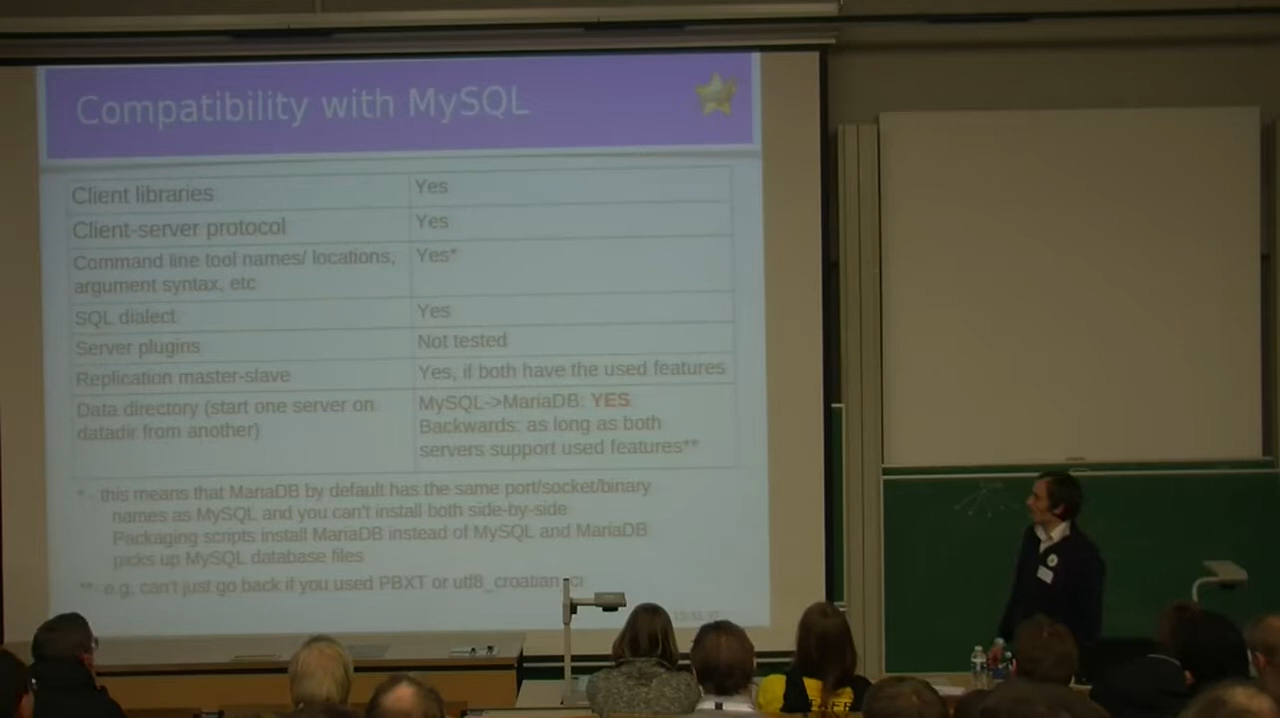 Compatibility with MySQL
Client libraries
Yes
Client-server protocol
Yes
Command line tool names/ locations,
argument syntax, etc
Yes*
SQL dialect
Yes
Server plugins
Not tested
Replication master-slave
Yes, if both have the used features
Data directory (start one server on
datadir from another)
MySQL->MariaDB: YES
Backwards: as long as both
servers support used features**
* - this means that MariaDB by default has the same port/socket/binary
names as MySQL and you can't install both side-by-side
Packaging scripts install MariaDB instead of MySQL and MariaDB
picks up MySQL database files
** e.g. can't just go back if you used PBXT or utf8_croatian_ci